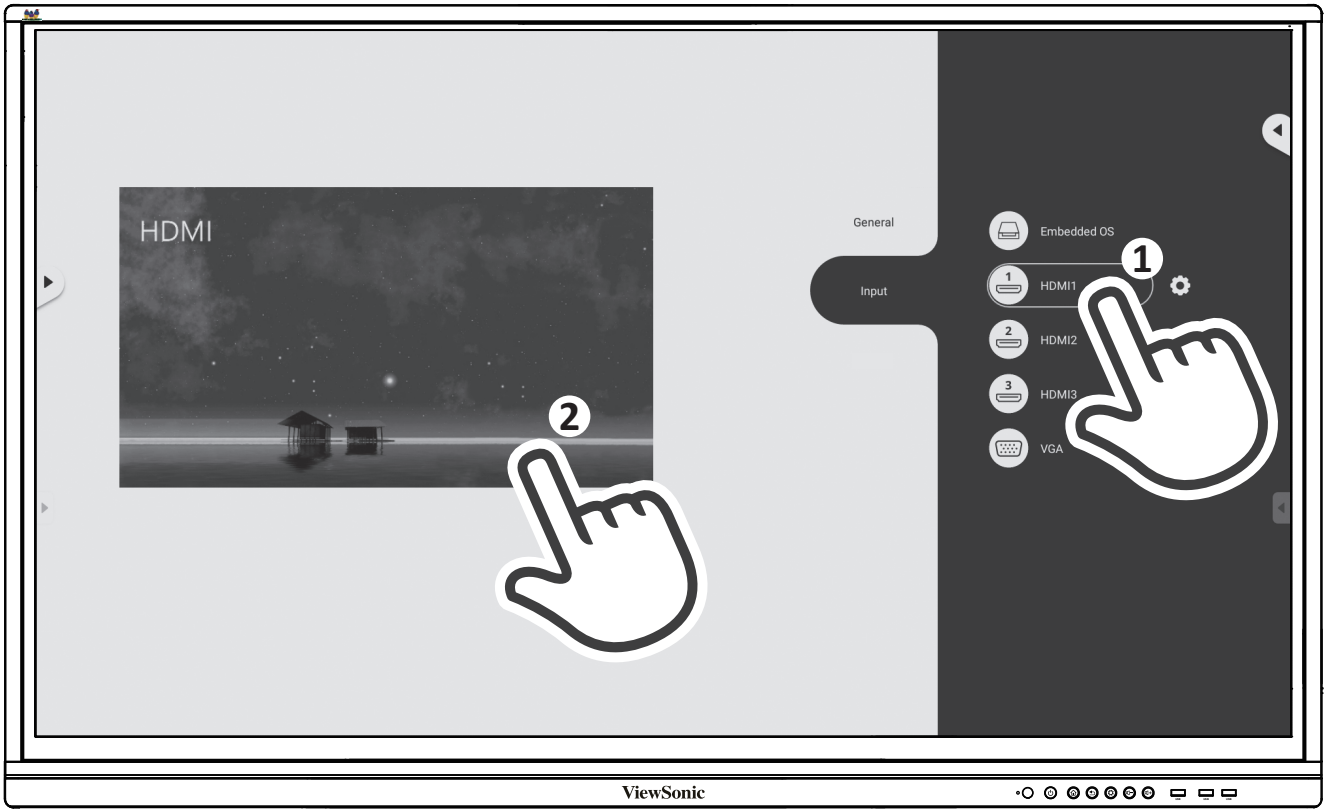 HDMI
General
Input
Embedded OS
1
HDMI1
1
2
HDMI2
3
HDMI3
VGA
2
ViewSonic